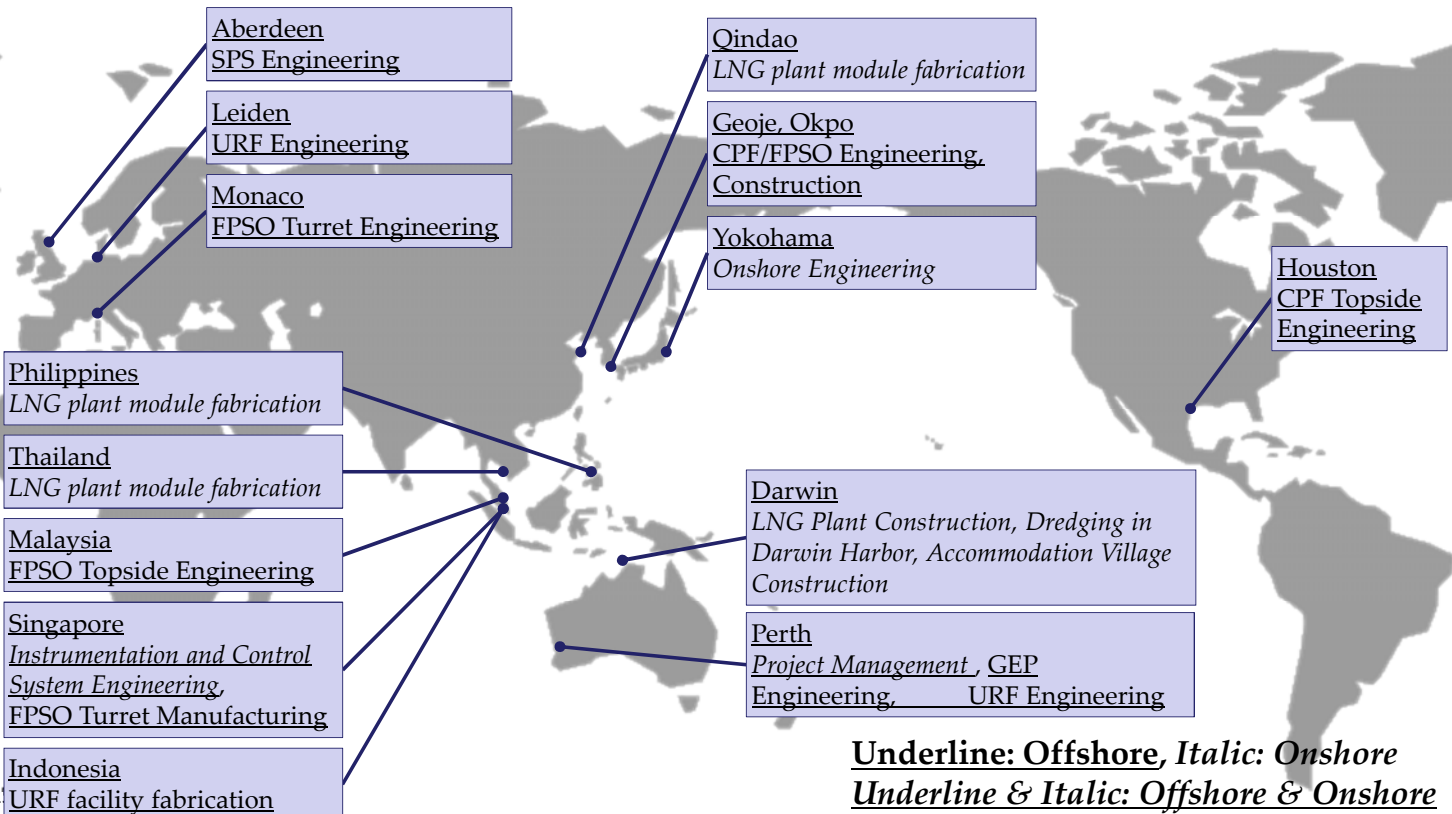 Aberdeen
SPS Engineering
Leiden
URF Engineering
Monaco
FPSO Turret Engineering
Qindao
LNG plant module fabrication
Geoje, Okpo
CPF/FPSO Engineering,
Construction
Yokohama
Onshore Engineering
Houston
CPF Topside
Engineering
Philippines
LNG plant module fabrication
Thailand
LNG plant module fabrication
Malaysia
FPSO Topside Engineering
Singapore
Instrumentation and Control
System Engineering,
FPSO Turret Manufacturing
Indonesia
URF facility fabrication
Darwin
LNG Plant Construction, Dredging in
Darwin Harbor, Accommodation Village
Construction
Perth
Project Management , GEP
Engineering, URF Engineering
Underline: Offshore, Italic: Onshore
Underline & Italic: Offshore & Onshore